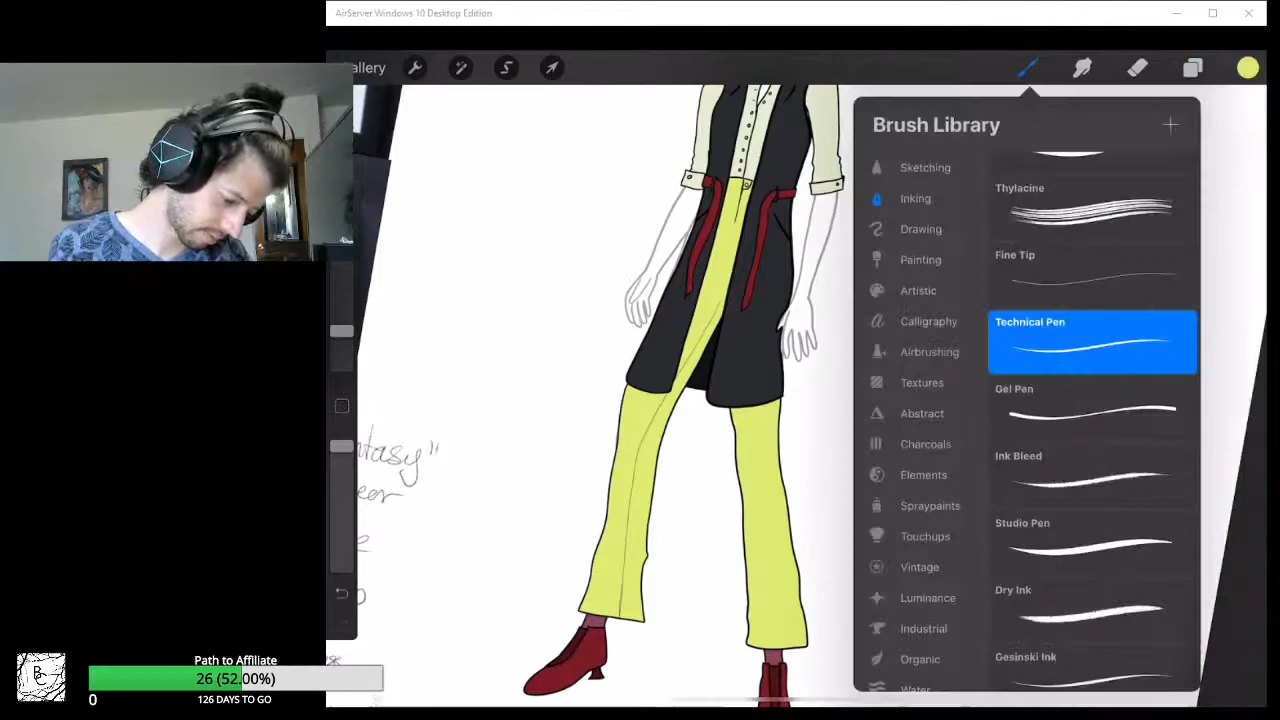 AirServer Windows 10 Desktop Edition
allery
Brush Library
Sketching
Inking
Drawing
Painting
Artistic
Calligraphy
Airbrushing
Textures
Abstract
Charcoals
Elements
Spraypaints
Touchups
Vintage
Luminance
Industrial
Organic
Water
Thylacine
Fine Tip
Technical Pen
Gel Pen
Ink Bleed
Studio Pen
Dry Ink
Gesinski Ink
ntasy"
Path to Affiliate
26 (52.00%)
0
126 DAYS TO GO